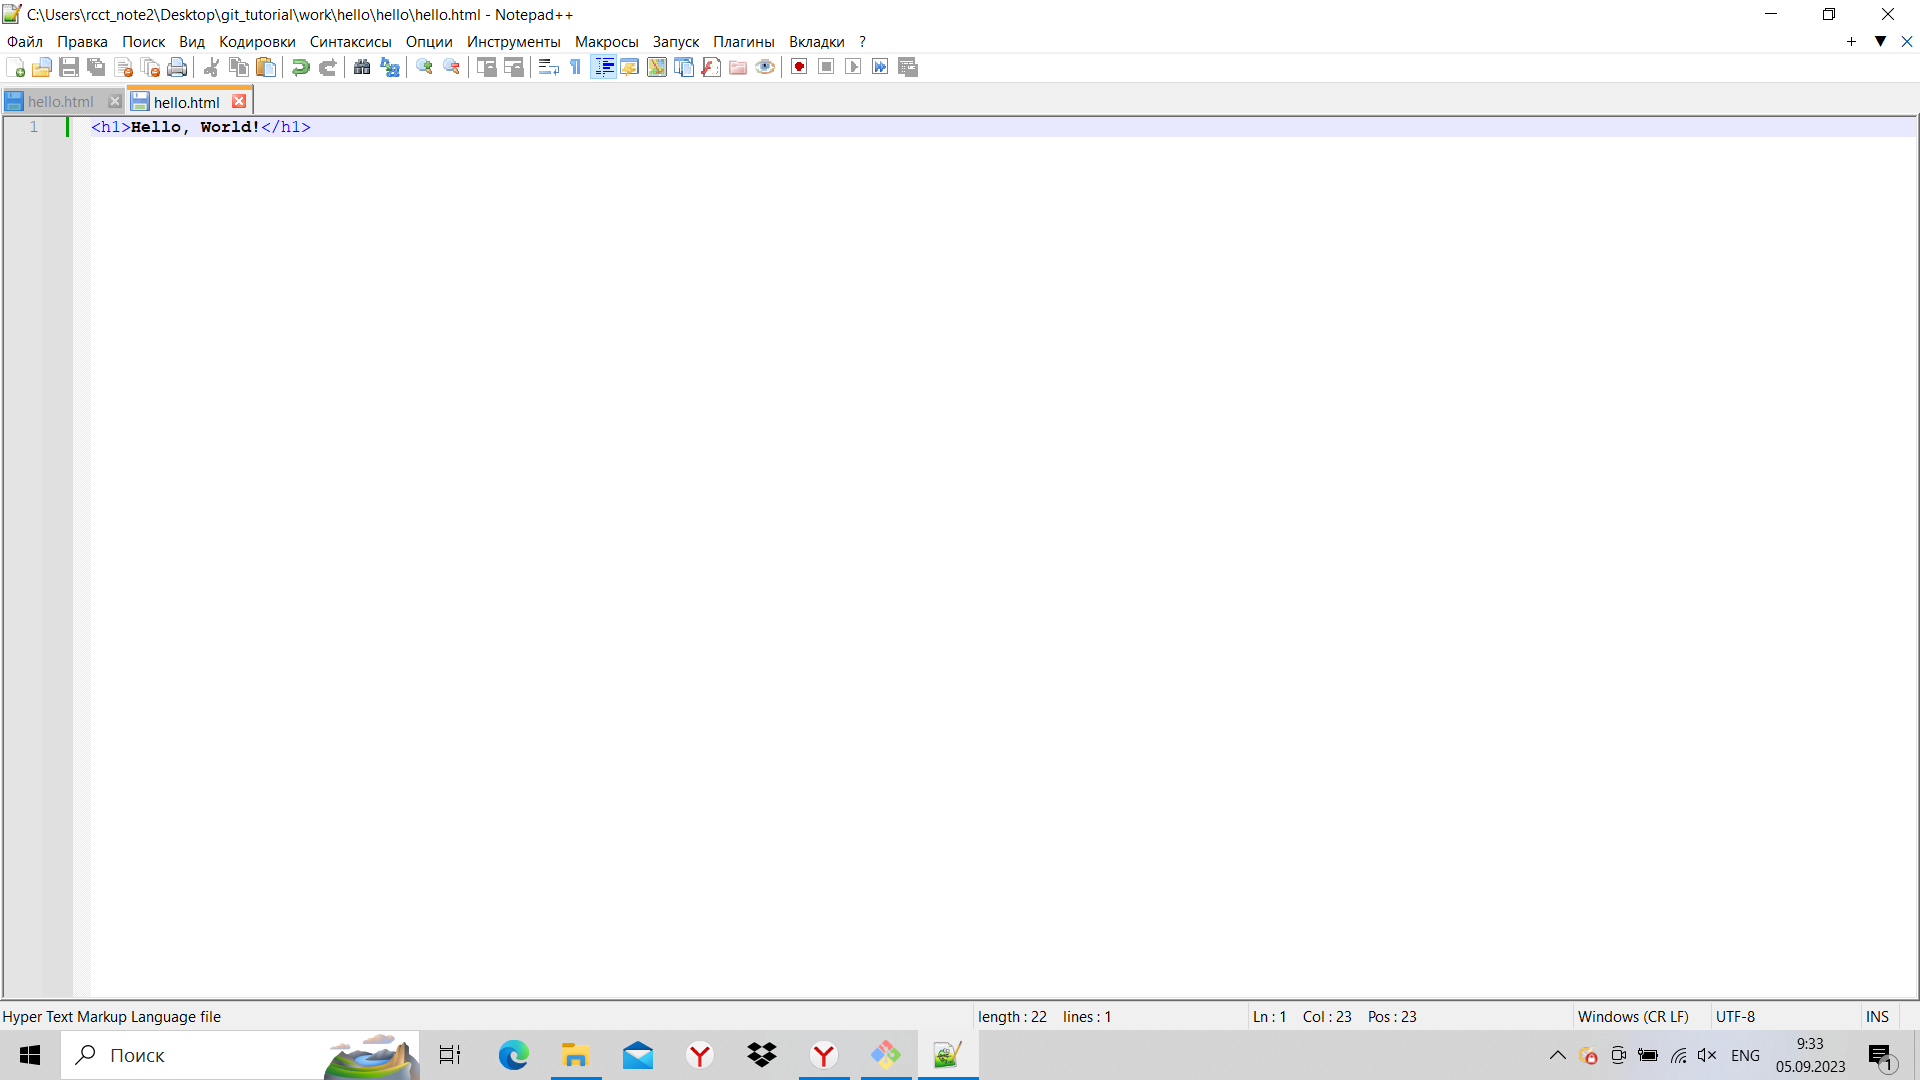 C:\Users\rcct_note2\Desktop\git_tutorial\work\hello\hello\hello.html - Notepad++
Файл Правка Поиск Вид Кодировки Синтаксисы Опции Инструменты Макросы Запуск Плагины Вкладки ?
hello.html hello.html
1 <h1>Hello, World!</h1>
Hyper Text Markup Language file length : 22 lines : 1 Ln : 1 Col : 23 Pos : 23 Windows (CR LF) UTF-8 INS
Поиск ENG 9:33 1
05.09.2023